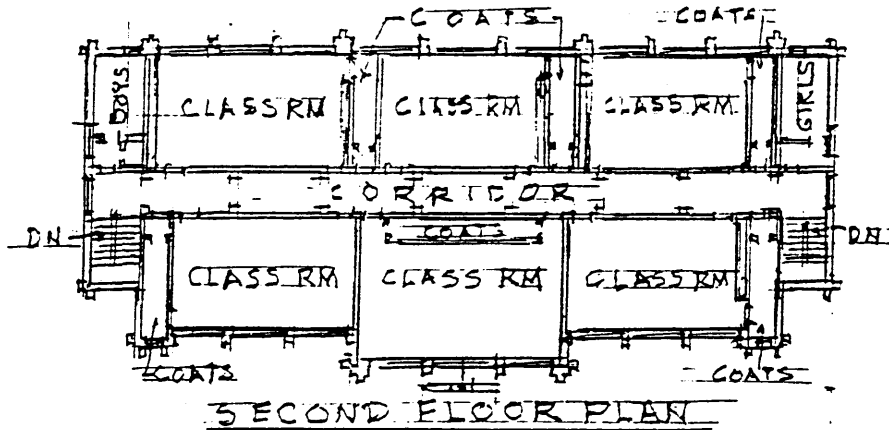 COATS COATS
BOYS CLASS RM CLASS RM CLASS RM GIRLS
CORRIDOR
DN COATS DN
CLASS RM CLASS RM CLASS RM
COATS COATS
SECOND FLOOR PLAN